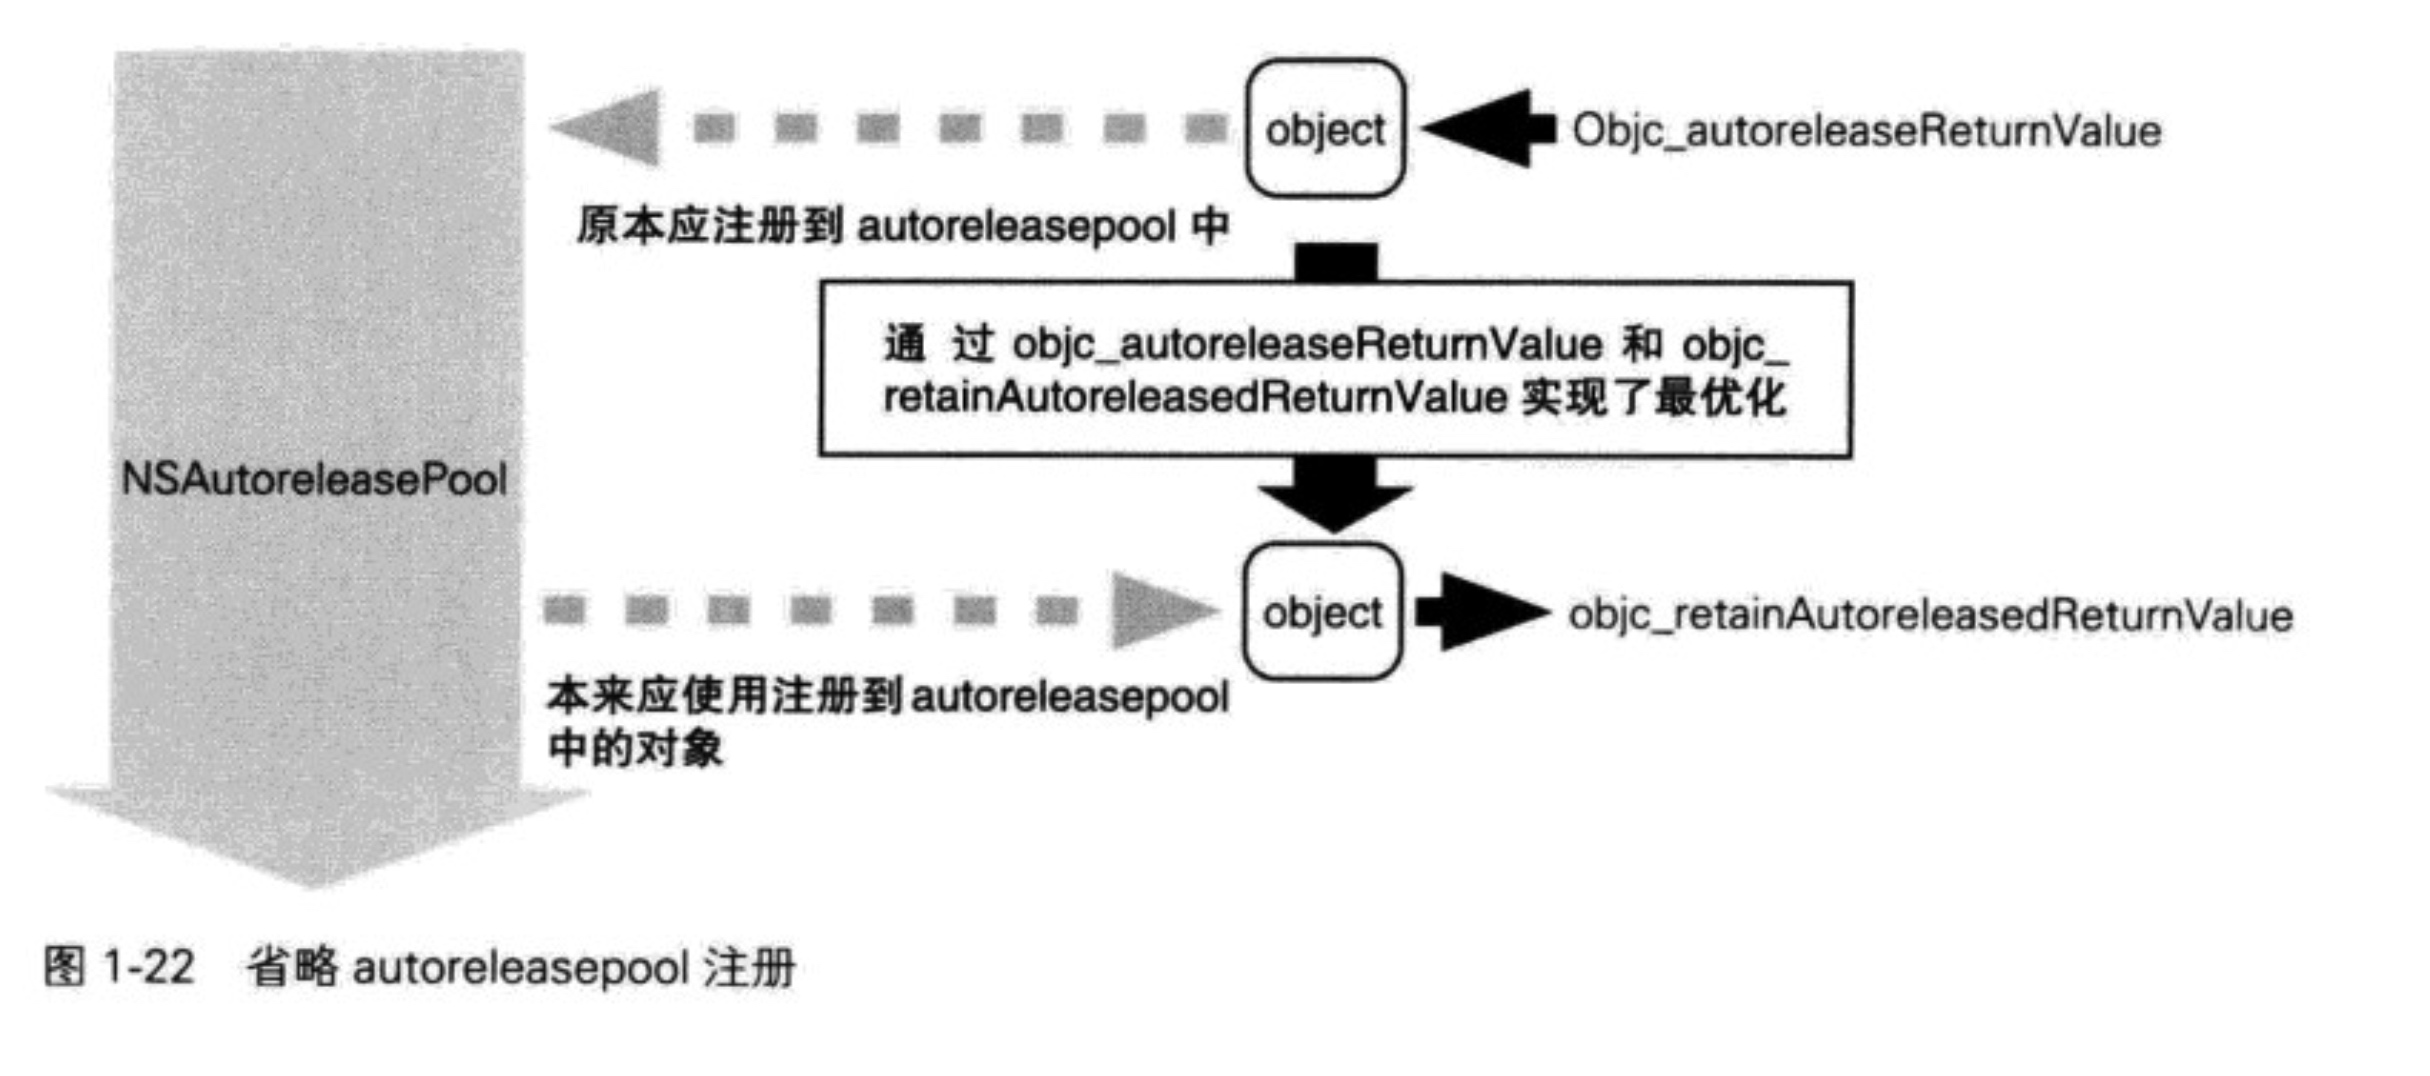 object
Objc_autoreleaseReturnValue
原本应注册到 autoreleasepool 中
通 过 objc_autoreleaseReturnValue 和 objc_
retainAutoreleasedReturnValue 实现了最优化
NSAutoreleasePool
object
objc_retainAutoreleasedReturnValue
本来应使用注册到 autoreleasepool
中的对象
图 1-22 省略 autoreleasepool 注册